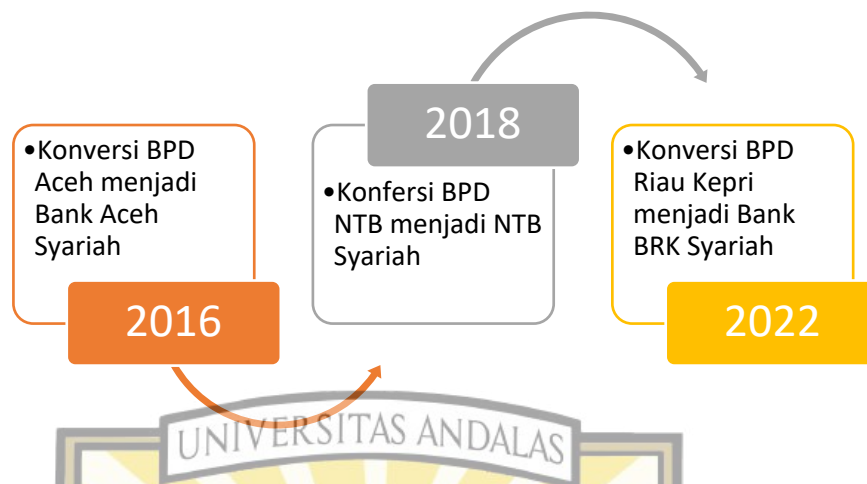 •Konversi BPD
Aceh menjadi
Bank Aceh
Syariah
2016
2018
•Konfersi BPD
NTB menjadi NTB
Syariah
•Konversi BPD
Riau Kepri
menjadi Bank
BRK Syariah
2022
UNIVERSITAS ANDALAS